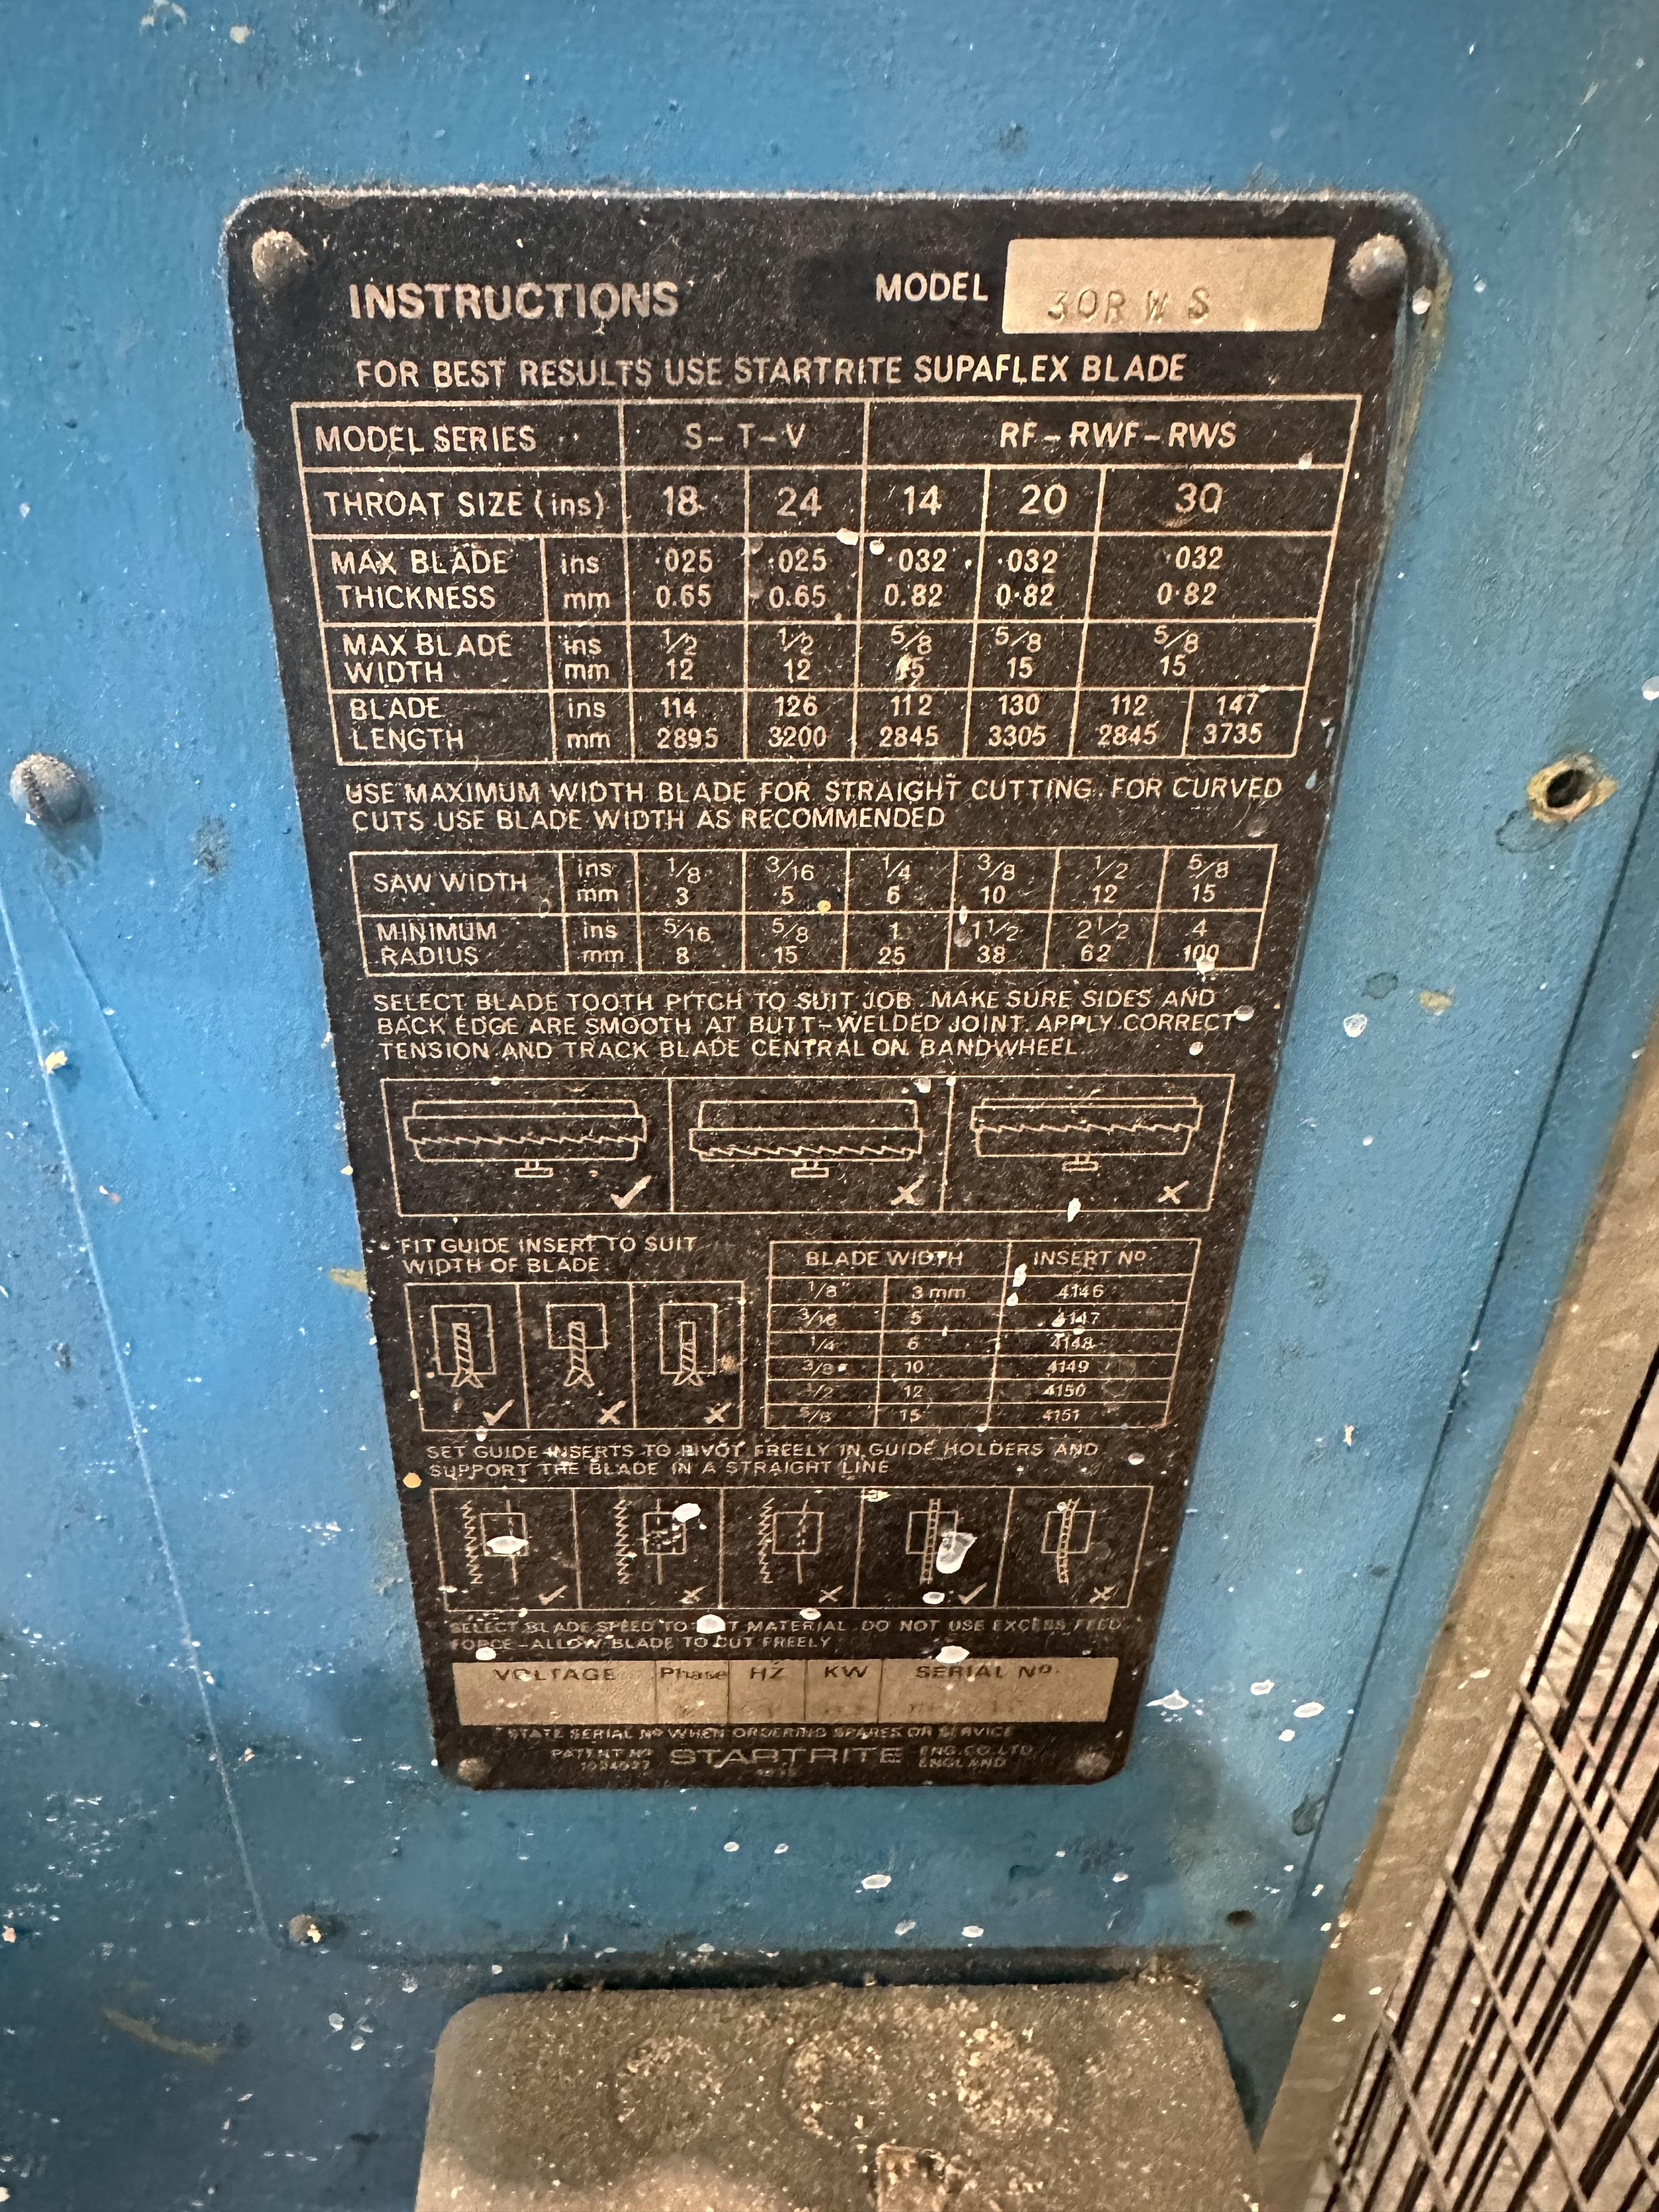 INSTRUCTIONS MODEL 30RWS
FOR BEST RESULTS USE STARTRITE SUPAFLEX BLADE
MODEL SERIES S-T-V RF-RWF-RWS
THROAT SIZE (ins) 18 24 14 20 30
MAX BLADE ins ·025 ·025 ·032 ·032 ·032
THICKNESS mm 0.65 0.65 0.82 0·82 0·82
MAX BLADE ins 1/2 1/2 5/8 5/8 5/8
WIDTH mm 12 12 15 15 15
BLADE ins 114 126 112 130 112 147
LENGTH mm 2895 3200 2845 3305 2845 3735
USE MAXIMUM WIDTH BLADE FOR STRAIGHT CUTTING. FOR CURVED
CUTS USE BLADE WIDTH AS RECOMMENDED
SAW WIDTH ins 1/8 3/16 1/4 3/8 1/2 5/8
mm 3 5 6 10 12 15
MINIMUM ins 5/16 5/8 1 1 1/2 2 1/2 4
RADIUS mm 8 15 25 38 62 100
SELECT BLADE TOOTH PITCH TO SUIT JOB. MAKE SURE SIDES AND
BACK EDGE ARE SMOOTH AT BUTT-WELDED JOINT. APPLY CORRECT
TENSION AND TRACK BLADE CENTRAL ON BANDWHEEL.
FIT GUIDE INSERT TO SUIT
WIDTH OF BLADE.
BLADE WIDTH INSERT No.
1/8 3 mm 4146
3/16 5 4147
1/4 6 4148
3/8 10 4149
1/2 12 4150
5/8 15 4151
SET GUIDE INSERTS TO PIVOT FREELY IN GUIDE HOLDERS AND
SUPPORT THE BLADE IN A STRAIGHT LINE
SELECT BLADE SPEED TO MATERIAL. DO NOT USE EXCESS FEED
FORCE-ALLOW BLADE TO CUT FREELY
VOLTAGE Phase HZ KW SERIAL No.
STATE SERIAL No WHEN ORDERING SPARES OR SERVICE
PATENT No STARTRITE ENG.CO.LTD.
ENGLAND